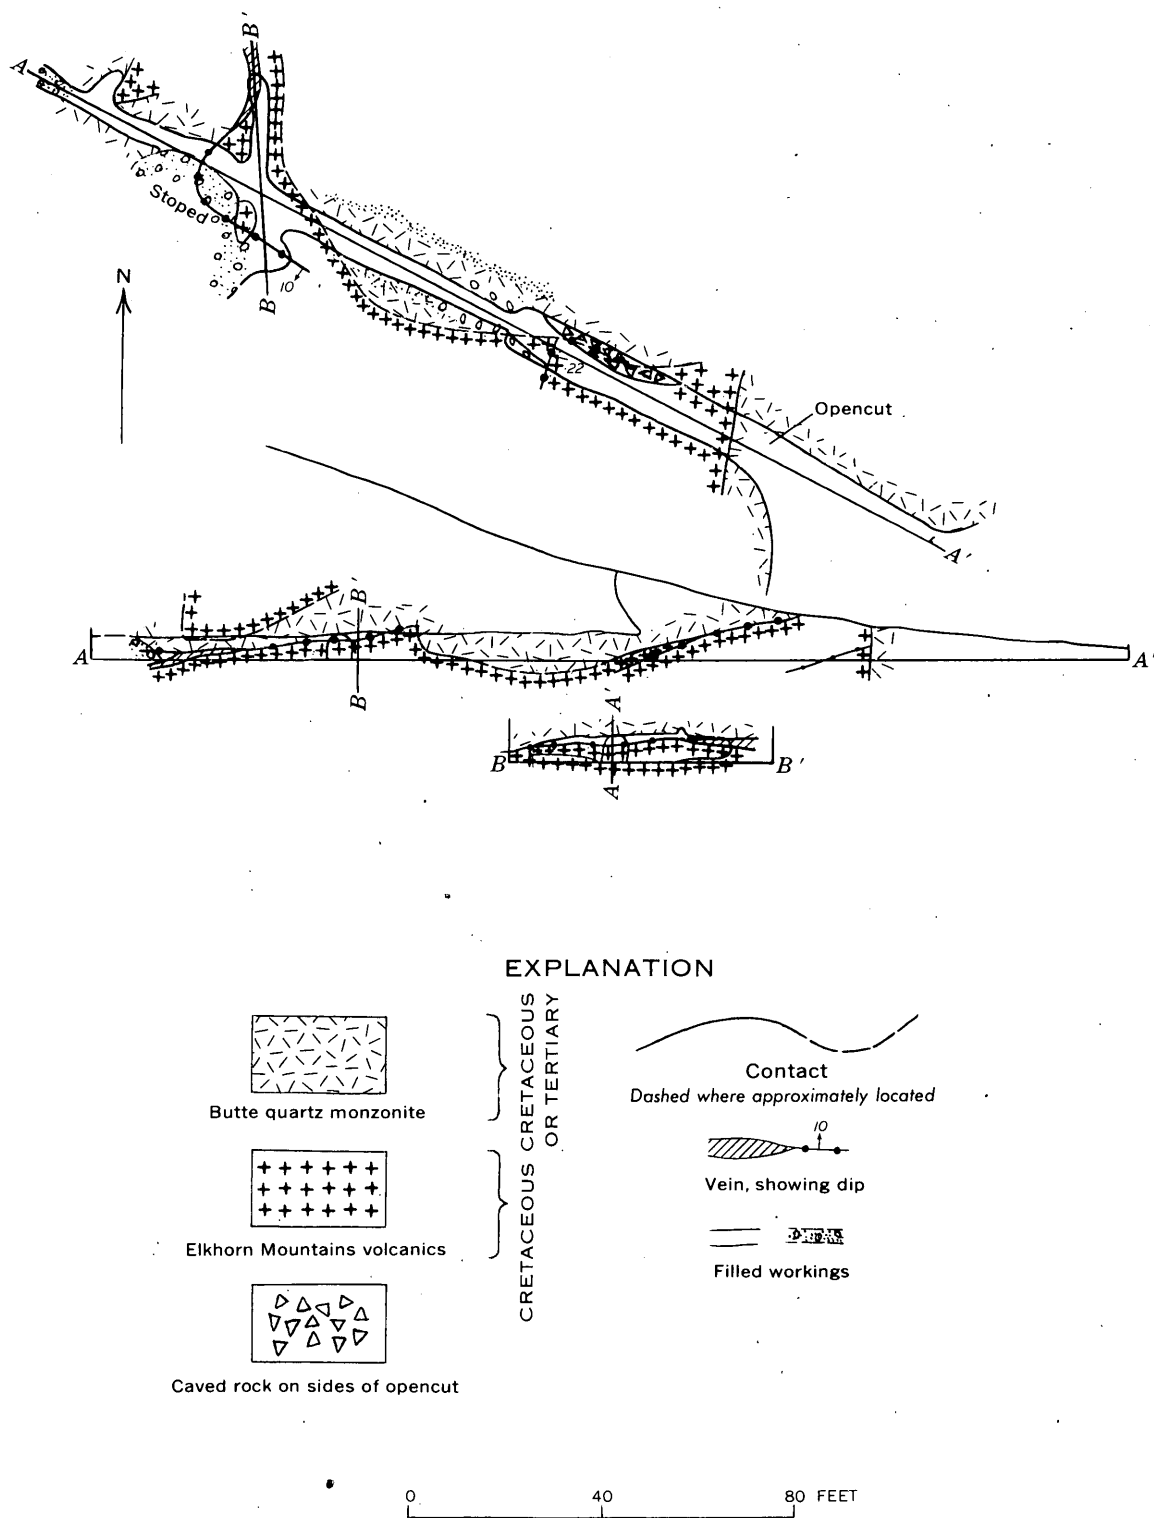 B'
A
Stoped
N
10
B
22
Opencut
A'
B'
A
A'
B
A'
B
B'
A
EXPLANATION
Butte quartz monzonite
CRETACEOUS
OR TERTIARY
Contact
Dashed where approximately located
10
Vein, showing dip
Elkhorn Mountains volcanics
CRETACEOUS
Filled workings
Caved rock on sides of opencut
0 40 80 FEET